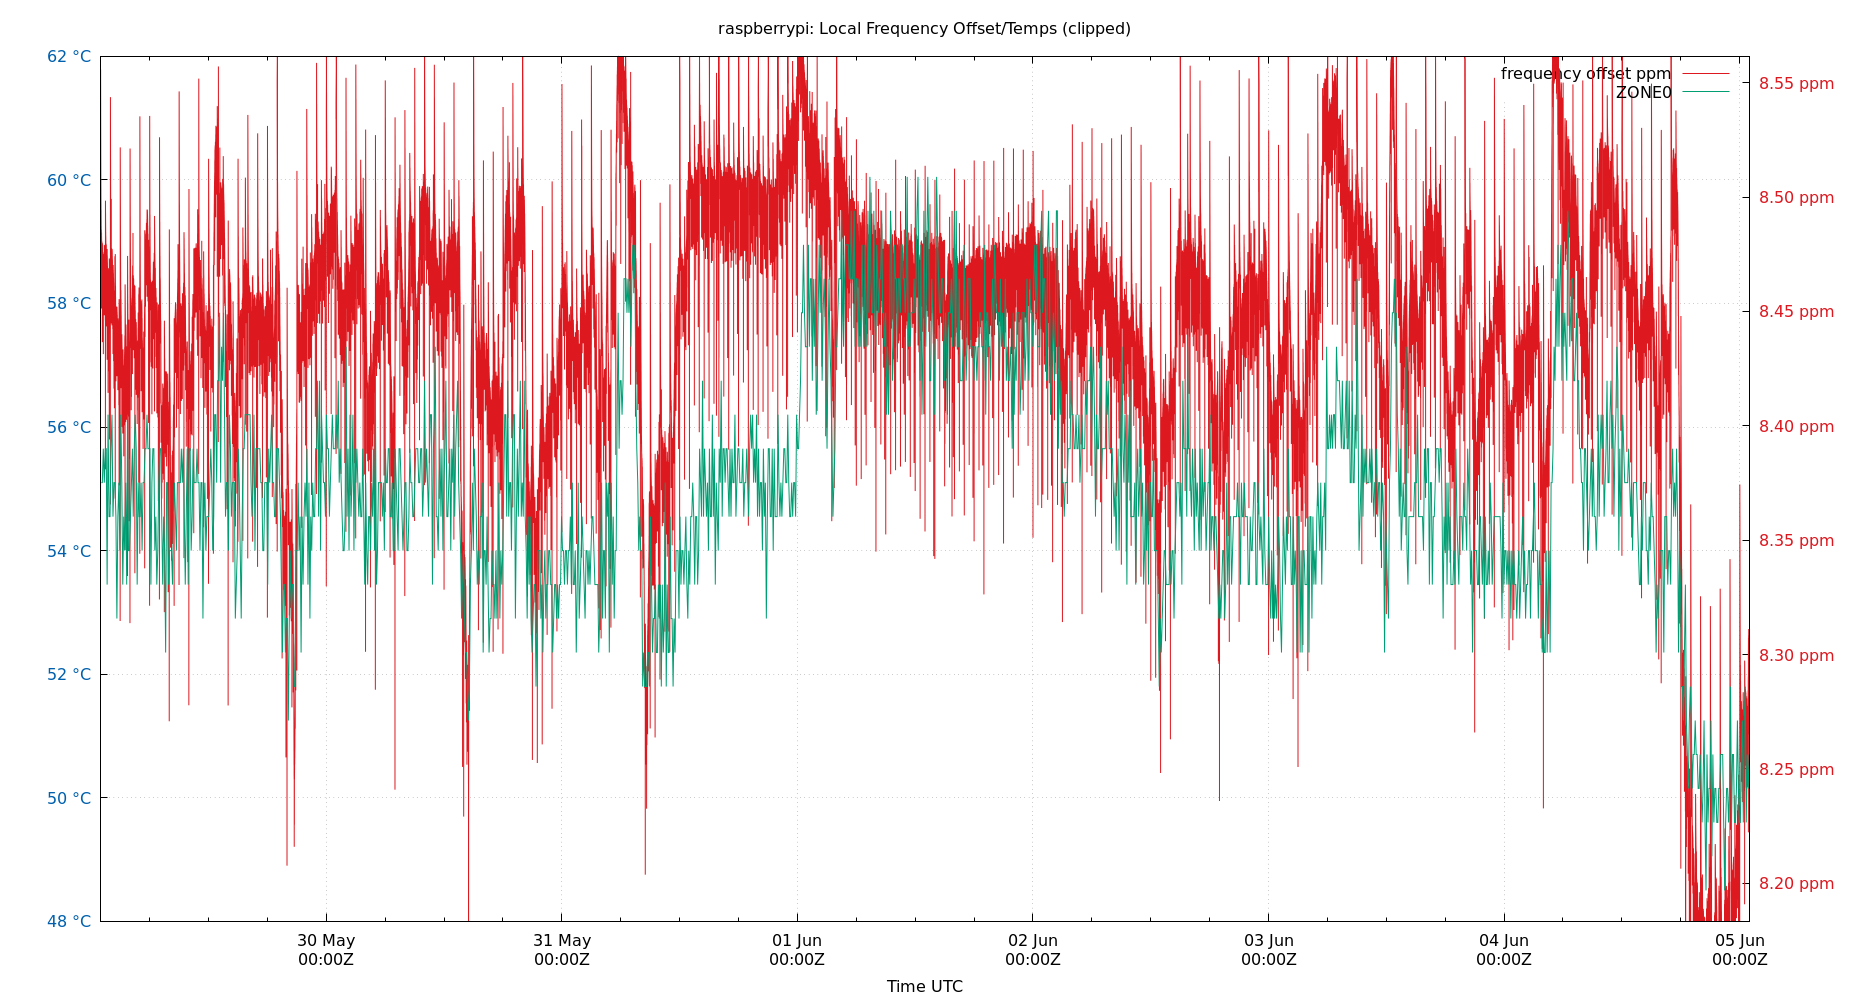 raspberrypi: Local Frequency Offset/Temps (clipped)
62 °C
60 °C
58 °C
56 °C
54 °C
52 °C
50 °C
48 °C
frequency offset ppm
ZONE0
8.55 ppm
8.50 ppm
8.45 ppm
8.40 ppm
8.35 ppm
8.30 ppm
8.25 ppm
8.20 ppm
30 May 31 May 01 Jun 02 Jun 03 Jun 04 Jun 05 Jun
00:00Z 00:00Z 00:00Z 00:00Z 00:00Z 00:00Z 00:00Z
Time UTC